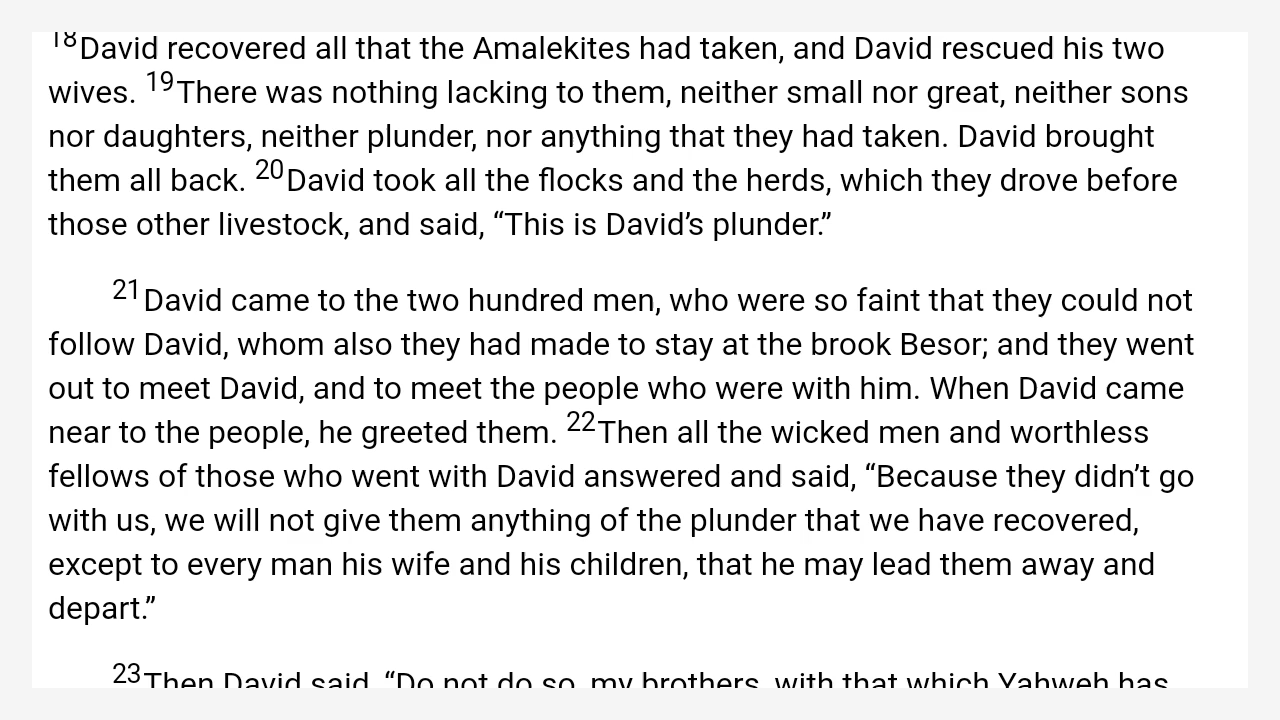 18David recovered all that the Amalekites had taken, and David rescued his two
wives. 19There was nothing lacking to them, neither small nor great, neither sons
nor daughters, neither plunder, nor anything that they had taken. David brought
them all back. 20David took all the flocks and the herds, which they drove before
those other livestock, and said, “This is David’s plunder.”
21David came to the two hundred men, who were so faint that they could not
follow David, whom also they had made to stay at the brook Besor; and they went
out to meet David, and to meet the people who were with him. When David came
near to the people, he greeted them. 22Then all the wicked men and worthless
fellows of those who went with David answered and said, “Because they didn’t go
with us, we will not give them anything of the plunder that we have recovered,
except to every man his wife and his children, that he may lead them away and
depart.”
23Then David said, “Do not do so, my brothers, with that which Yahweh has